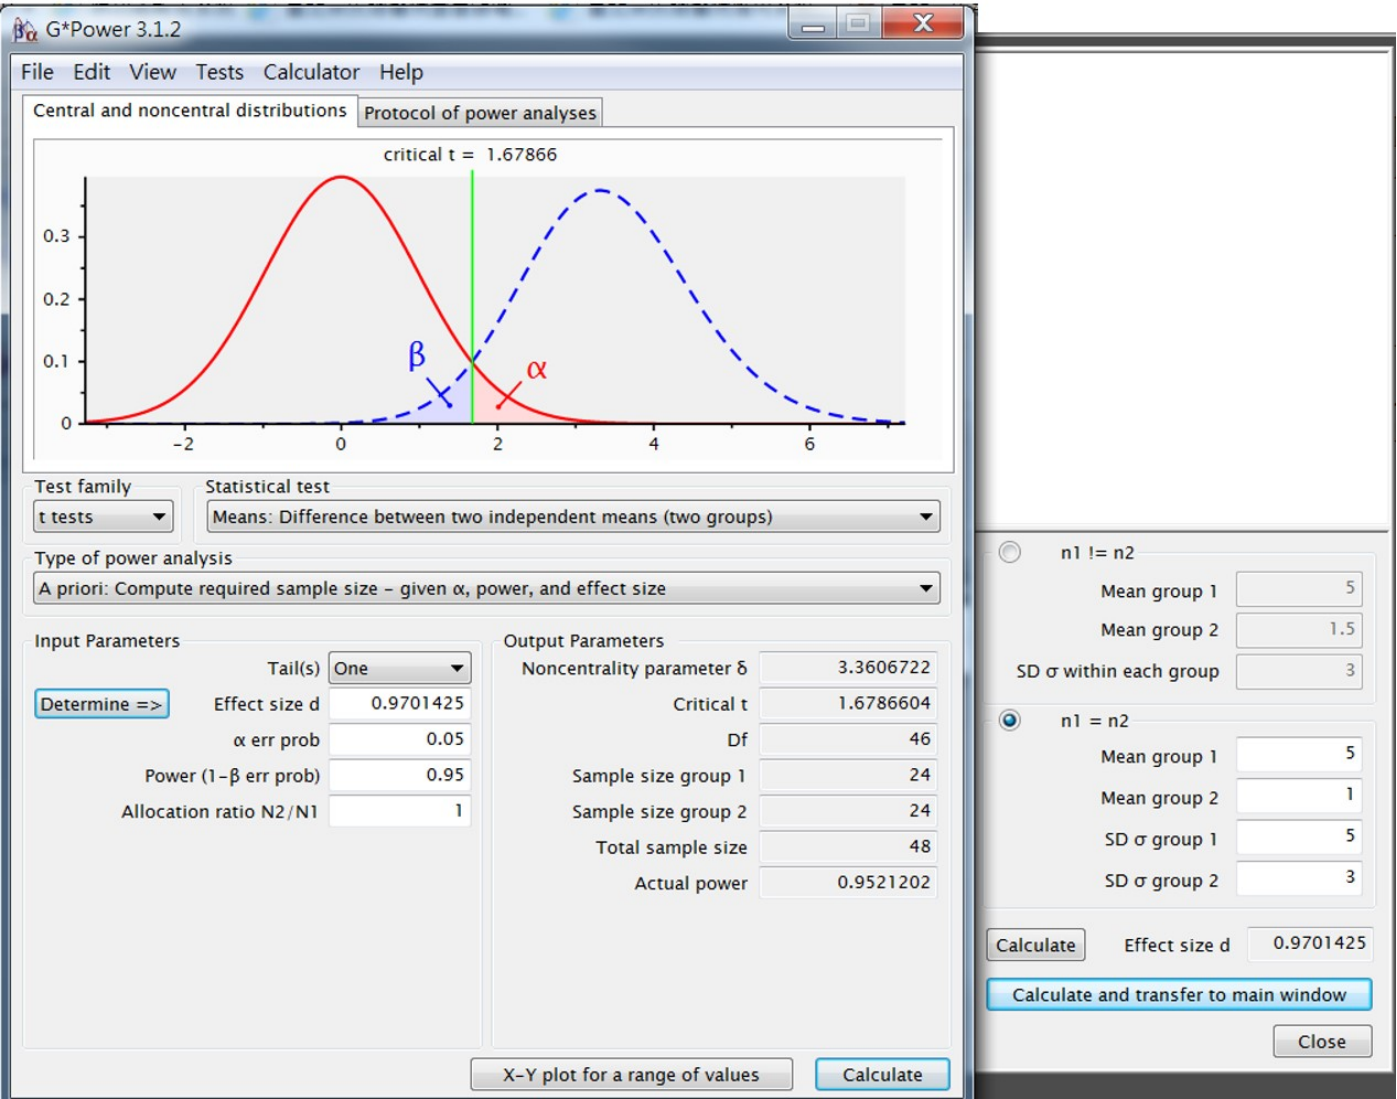 G*Power 3.1.2
File Edit View Tests Calculator Help
Central and noncentral distributions Protocol of power analyses
critical t = 1.67866
0.3
0.2
0.1
0
β
α
-2 0 2 4 6
Test family
t tests
Statistical test
Means: Difference between two independent means (two groups)
Type of power analysis
A priori: Compute required sample size – given α, power, and effect size
Input Parameters
Tail(s) One
Determine => Effect size d 0.9701425
α err prob 0.05
Power (1-β err prob) 0.95
Allocation ratio N2/N1 1
Output Parameters
Noncentrality parameter δ 3.3606722
Critical t 1.6786604
Df 46
Sample size group 1 24
Sample size group 2 24
Total sample size 48
Actual power 0.9521202
X-Y plot for a range of values Calculate
n1 != n2
Mean group 1 5
Mean group 2 1.5
SD σ within each group 3
n1 = n2
Mean group 1 5
Mean group 2 1
SD σ group 1 5
SD σ group 2 3
Calculate Effect size d 0.9701425
Calculate and transfer to main window
Close